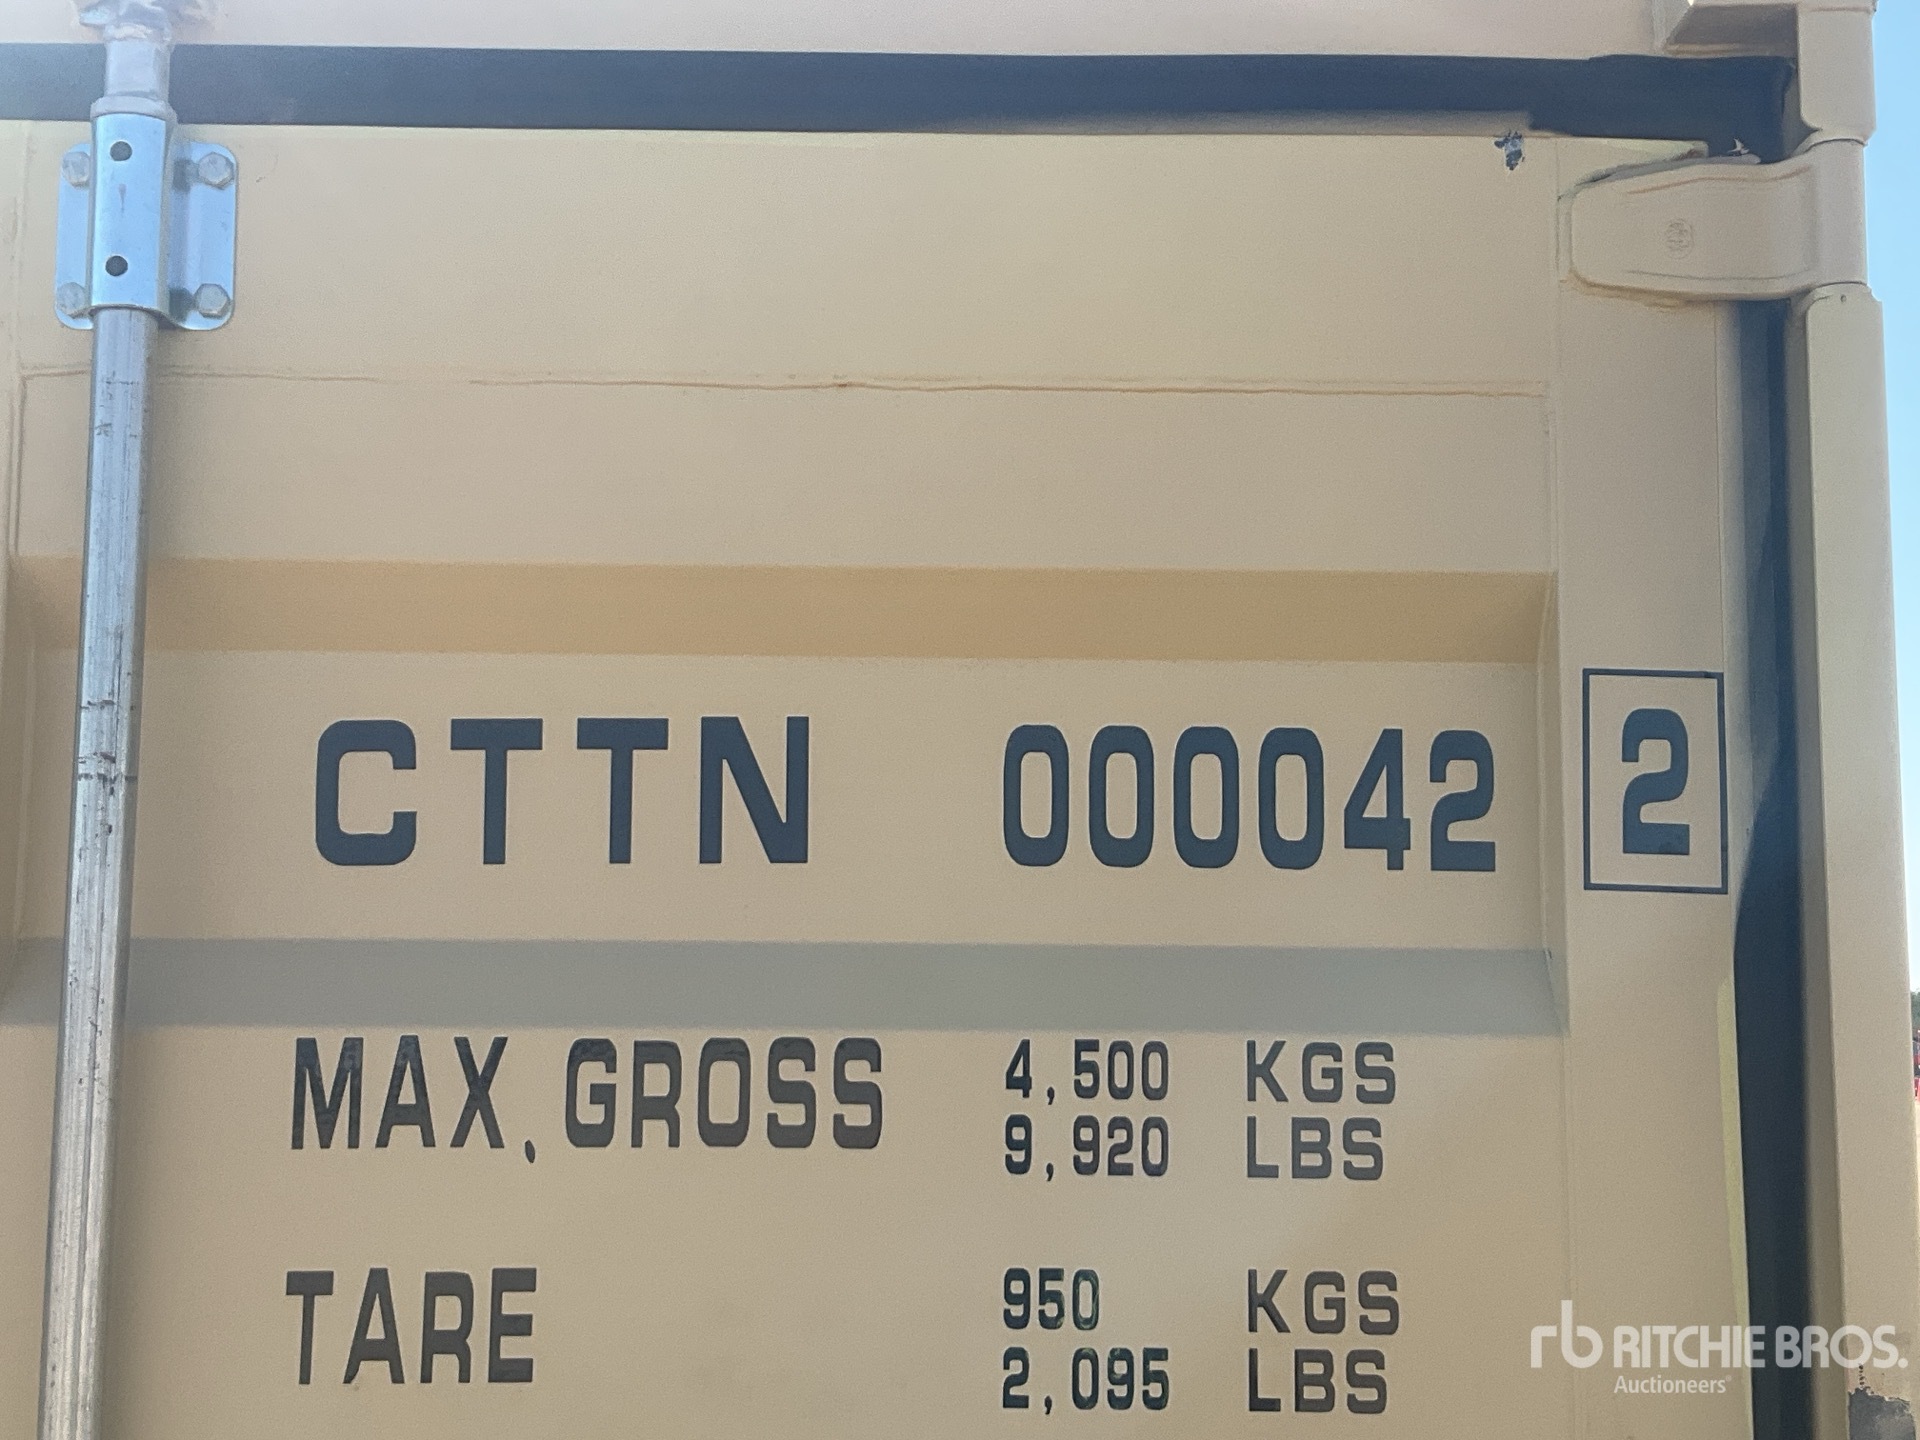 CTTN 000042 2
MAX.GROSS 4,500 KGS
9,920 LBS
TARE 950 KGS
2,095 LBS
rb RITCHIE BROS.
Auctioneers